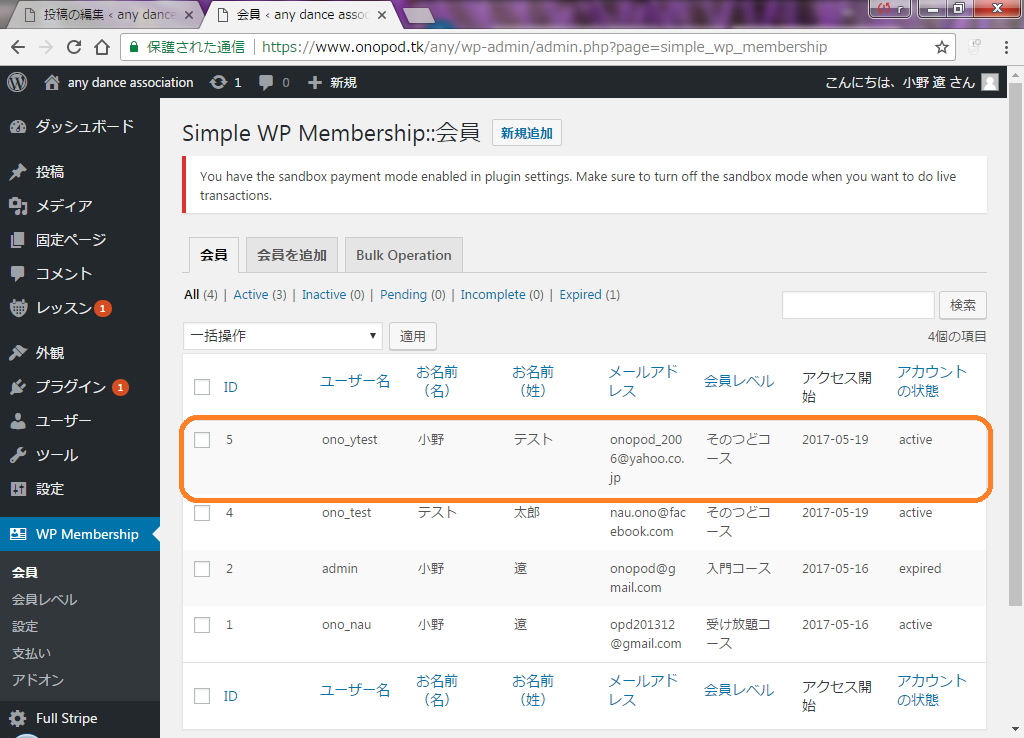 投稿の編集 ‹ any dance
会員 ‹ any dance asso
保護された通信 https://www.onopod.tk/any/wp-admin/admin.php?page=simple_wp_membership
any dance association 1 0 新規
こんにちは、小野 遼 さん
ダッシュボード
投稿
メディア
固定ページ
コメント
レッスン 1
外観
プラグイン 1
ユーザー
ツール
設定
WP Membership
会員
会員レベル
設定
支払い
アドオン
Full Stripe
Simple WP Membership::会員 新規追加
You have the sandbox payment mode enabled in plugin settings. Make sure to turn off the sandbox mode when you want to do live
transactions.
会員 会員を追加 Bulk Operation
All (4) | Active (3) | Inactive (0) | Pending (0) | Incomplete (0) | Expired (1)
検索
一括操作 適用
4個の項目
ID ユーザー名 お名前（名） お名前（姓） メールアドレス 会員レベル アクセス開始 アカウントの状態
5 ono_ytest 小野 テスト onopod_2006@yahoo.co.jp そのつどコース 2017-05-19 active
4 ono_test テスト 太郎 nau.ono@facebook.com そのつどコース 2017-05-19 active
2 admin 小野 遼 onopod@gmail.com 入門コース 2017-05-16 expired
1 ono_nau 小野 遼 opd201312@gmail.com 受け放題コース 2017-05-16 active
ID ユーザー名 お名前（名） お名前（姓） メールアドレス 会員レベル アクセス開始 アカウントの状態